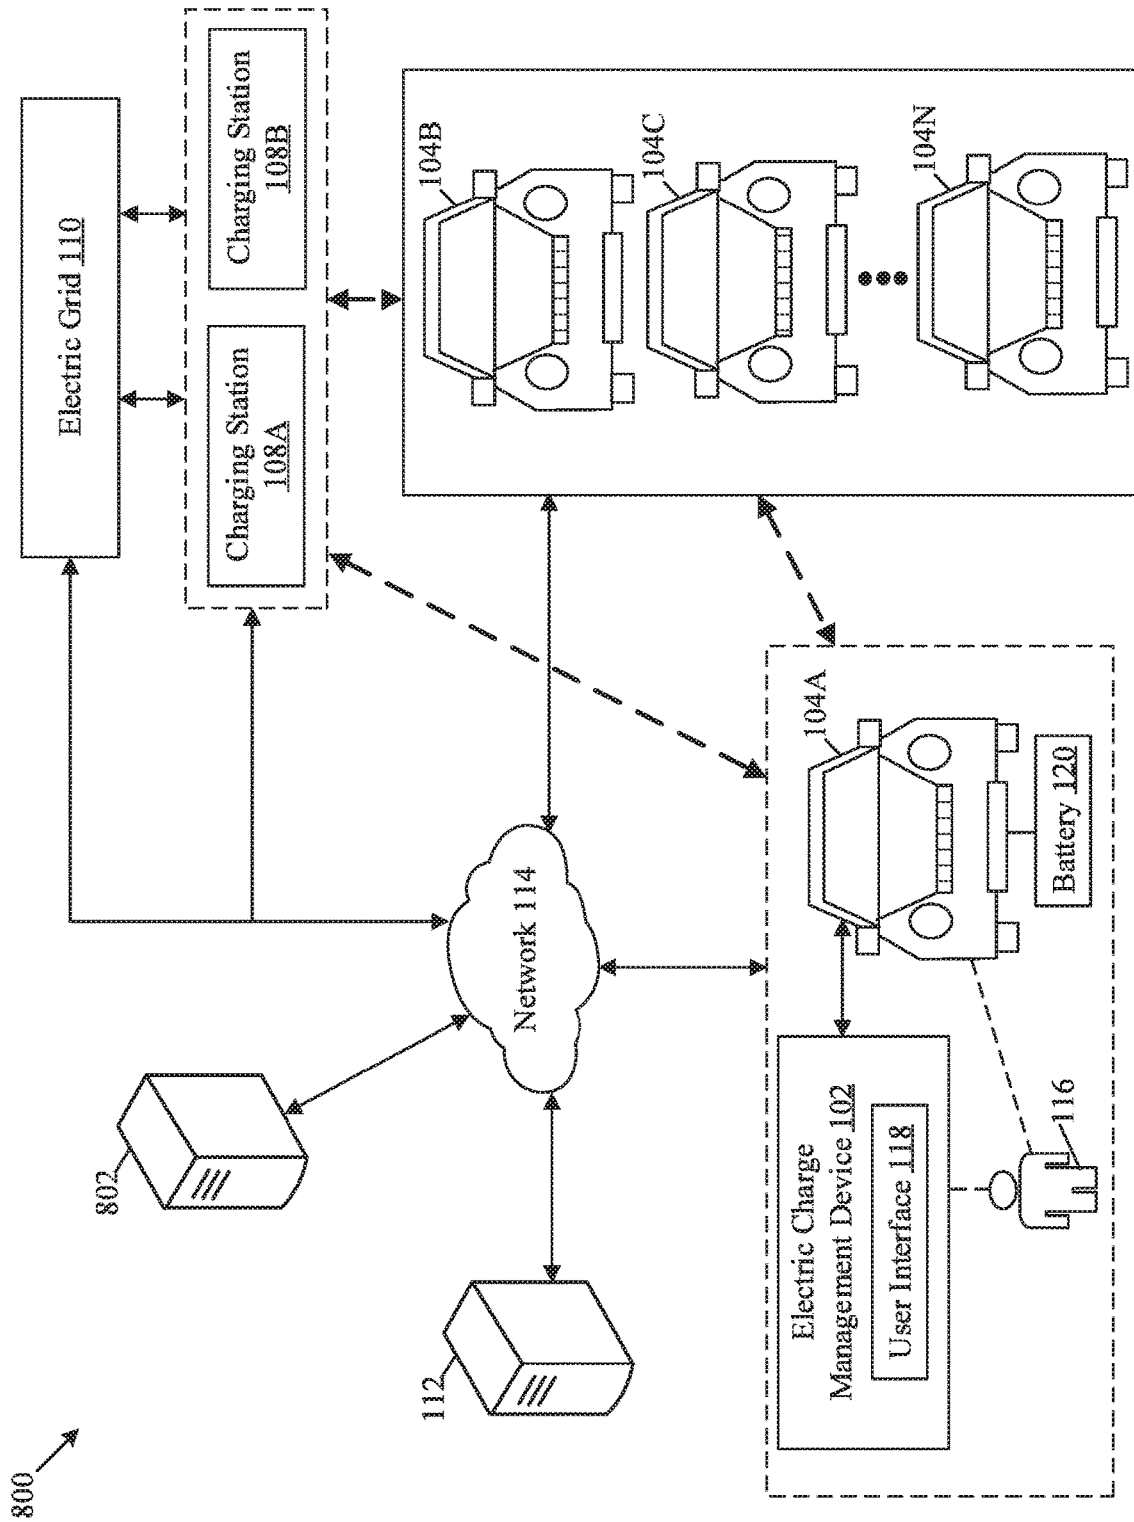 800
112
802
Network 114
Electric Grid 110
Charging Station
108A
Charging Station
108B
104B
104C
104N
Electric Charge
Management Device 102
User Interface 118
116
104A
Battery 120